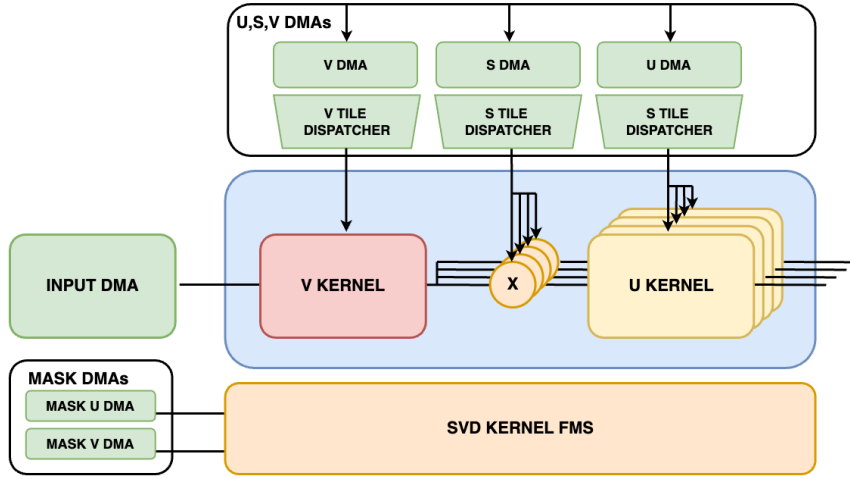 U,S,V DMAs
V DMA
S DMA
U DMA
V TILE
DISPATCHER
S TILE
DISPATCHER
S TILE
DISPATCHER
INPUT DMA
V KERNEL
X
U KERNEL
MASK DMAs
MASK U DMA
MASK V DMA
SVD KERNEL FMS